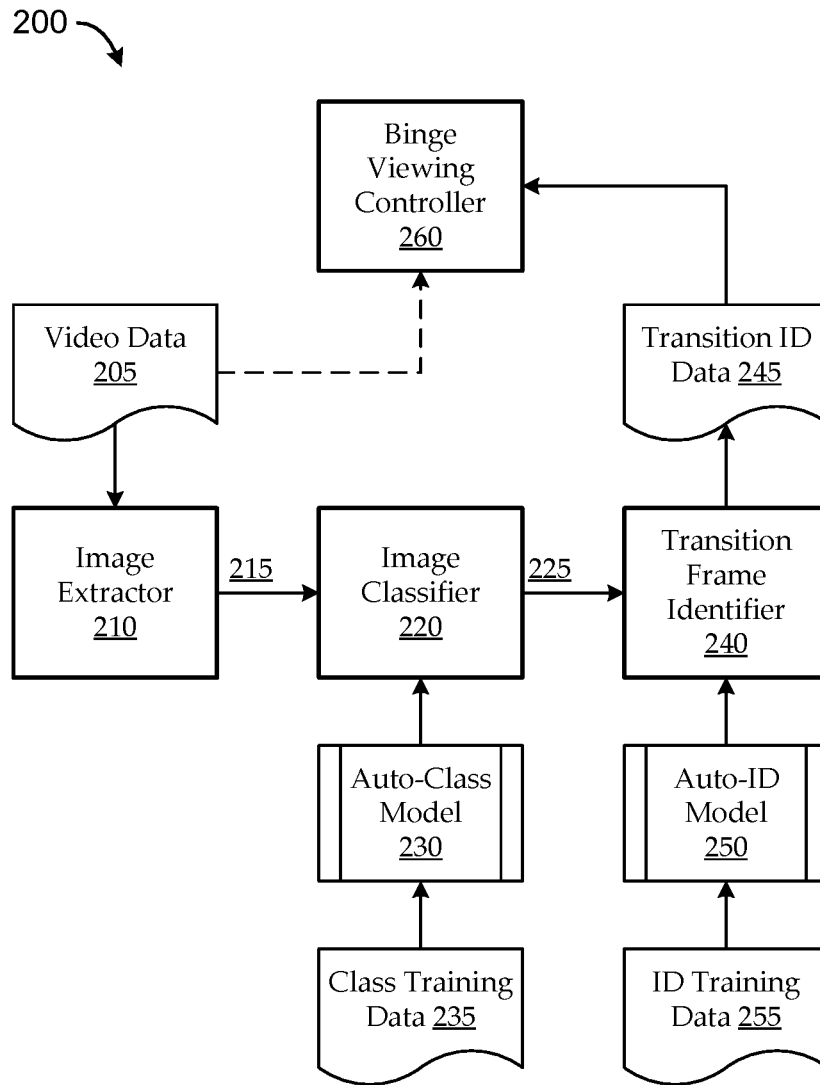 200
Binge
Viewing
Controller
260
Video Data
205
Transition ID
Data 245
Image
Extractor
210
215
Image
Classifier
220
225
Transition
Frame
Identifier
240
Auto-Class
Model
230
Auto-ID
Model
250
Class Training
Data 235
ID Training
Data 255